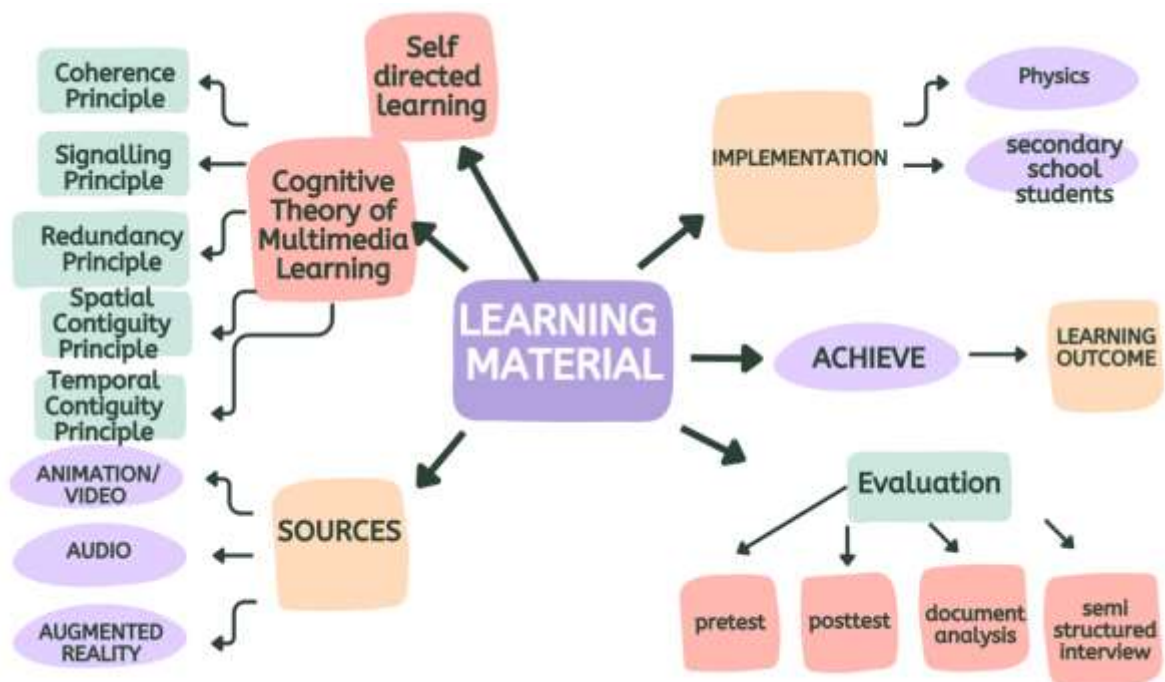 Self
directed
learning
Coherence
Principle
Signalling
Principle
Redundancy
Principle
Spatial
Contiguity
Principle
Temporal
Contiguity
Principle
Cognitive
Theory of
Multimedia
Learning
IMPLEMENTATION
Physics
secondary
school
students
LEARNING
MATERIAL
ACHIEVE
LEARNING
OUTCOME
SOURCES
ANIMATION/
VIDEO
AUDIO
AUGMENTED
REALITY
Evaluation
pretest
posttest
document
analysis
semi
structured
interview